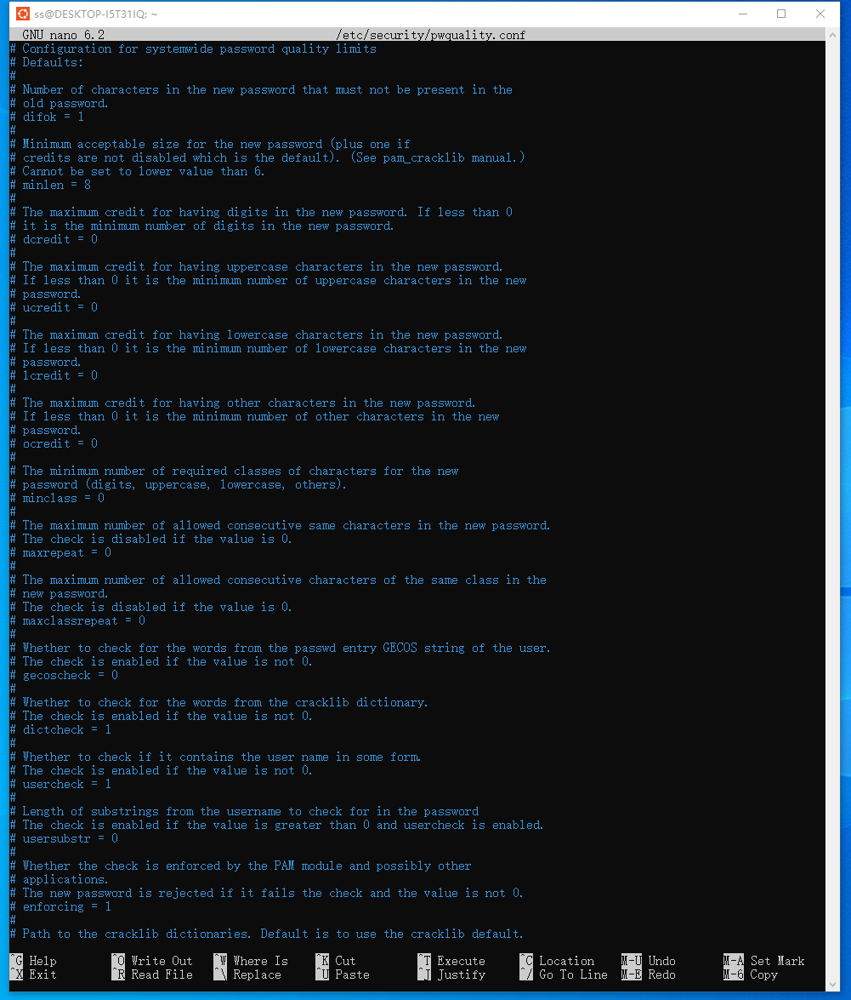 ss@DESKTOP-I5T31IQ: ~
GNU nano 6.2 /etc/security/pwquality.conf
# Configuration for systemwide password quality limits
# Defaults:
#
# Number of characters in the new password that must not be present in the
# old password.
# difok = 1
#
# Minimum acceptable size for the new password (plus one if
# credits are not disabled which is the default). (See pam_cracklib manual.)
# Cannot be set to lower value than 6.
# minlen = 8
#
# The maximum credit for having digits in the new password. If less than 0
# it is the minimum number of digits in the new password.
# dcredit = 0
#
# The maximum credit for having uppercase characters in the new password.
# If less than 0 it is the minimum number of uppercase characters in the new
# password.
# ucredit = 0
#
# The maximum credit for having lowercase characters in the new password.
# If less than 0 it is the minimum number of lowercase characters in the new
# password.
# lcredit = 0
#
# The maximum credit for having other characters in the new password.
# If less than 0 it is the minimum number of other characters in the new
# password.
# ocredit = 0
#
# The minimum number of required classes of characters for the new
# password (digits, uppercase, lowercase, others).
# minclass = 0
#
# The maximum number of allowed consecutive same characters in the new password.
# The check is disabled if the value is 0.
# maxrepeat = 0
#
# The maximum number of allowed consecutive characters of the same class in the
# new password.
# The check is disabled if the value is 0.
# maxclassrepeat = 0
#
# Whether to check for the words from the passwd entry GECOS string of the user.
# The check is enabled if the value is not 0.
# gecoscheck = 0
#
# Whether to check for the words from the cracklib dictionary.
# The check is enabled if the value is not 0.
# dictcheck = 1
#
# Whether to check if it contains the user name in some form.
# The check is enabled if the value is not 0.
# usercheck = 1
#
# Length of substrings from the username to check for in the password
# The check is enabled if the value is greater than 0 and usercheck is enabled.
# usersubstr = 0
#
# Whether the check is enforced by the PAM module and possibly other
# applications.
# The new password is rejected if it fails the check and the value is not 0.
# enforcing = 1
#
# Path to the cracklib dictionaries. Default is to use the cracklib default.
^G Help ^O Write Out ^W Where Is ^K Cut ^T Execute ^C Location M-U Undo M-A Set Mark
^X Exit ^R Read File ^\ Replace ^U Paste ^J Justify ^/ Go To Line M-E Redo M-6 Copy